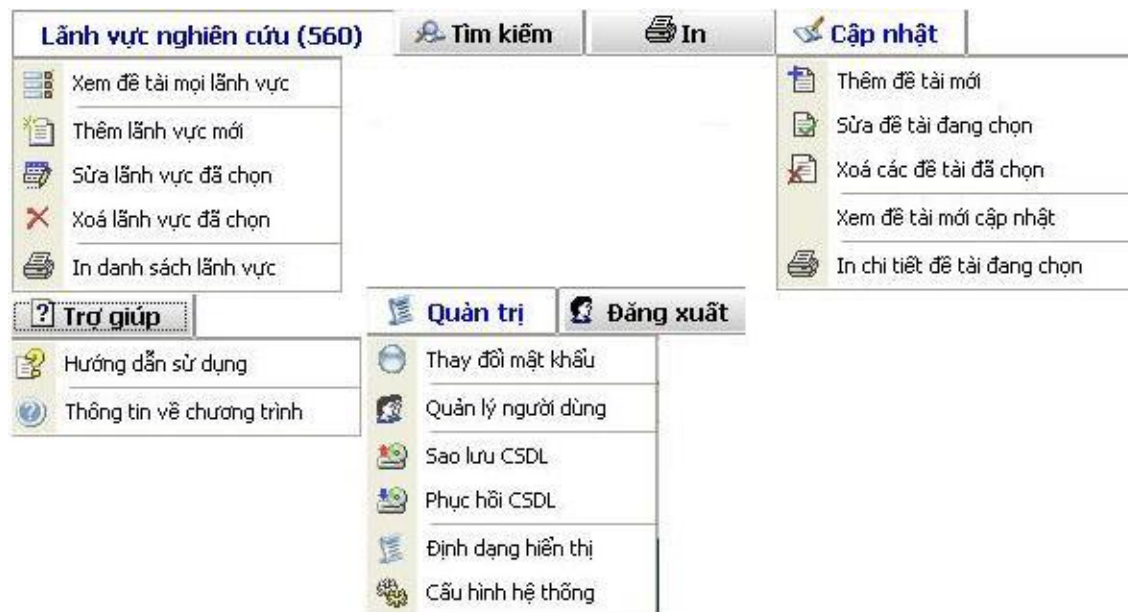 Lãnh vực nghiên cứu (560)
Tìm kiếm
In
Cập nhật
Xem đề tài mọi lãnh vực
Thêm lãnh vực mới
Sửa lãnh vực đã chọn
Xoá lãnh vực đã chọn
In danh sách lãnh vực
Thêm đề tài mới
Sửa đề tài đang chọn
Xoá các đề tài đã chọn
Xem đề tài mới cập nhật
In chi tiết đề tài đang chọn
Trợ giúp
Hướng dẫn sử dụng
Thông tin về chương trình
Quản trị
Đăng xuất
Thay đổi mật khẩu
Quản lý người dùng
Sao lưu CSDL
Phục hồi CSDL
Định dạng hiển thị
Cấu hình hệ thống